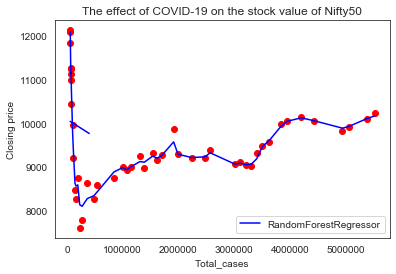 The effect of COVID-19 on the stock value of Nifty50
12000
11000
10000
9000
8000
Closing price
0 1000000 2000000 3000000 4000000 5000000
Total_cases
RandomForestRegressor